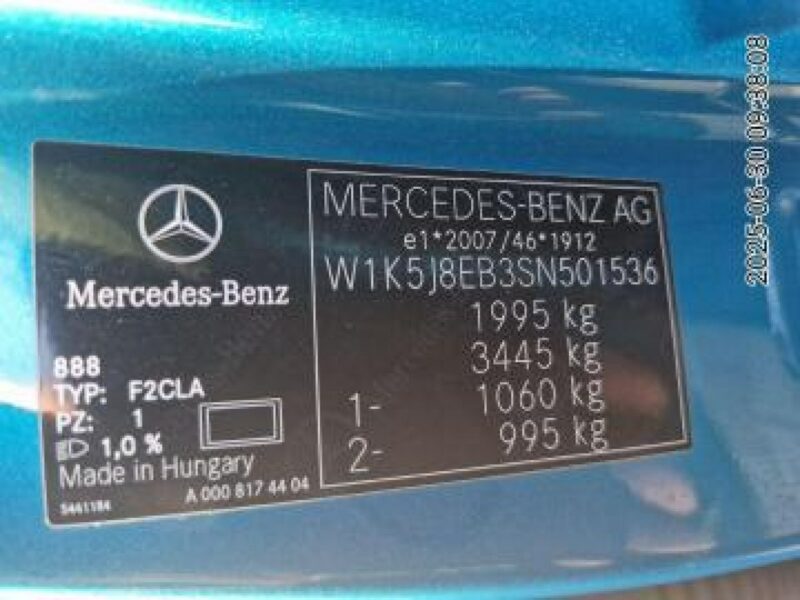 2025-06-30 09:38:08
Mercedes-Benz
888
TYP: F2CLA
PZ: 1
1,0 %
Made in Hungary
5461184
A 000 817 44 04
MERCEDES-BENZ AG
e1*2007/46*1912
W1K5J8EB3SN501536
1995 kg
3445 kg
1- 1060 kg
2- 995 kg